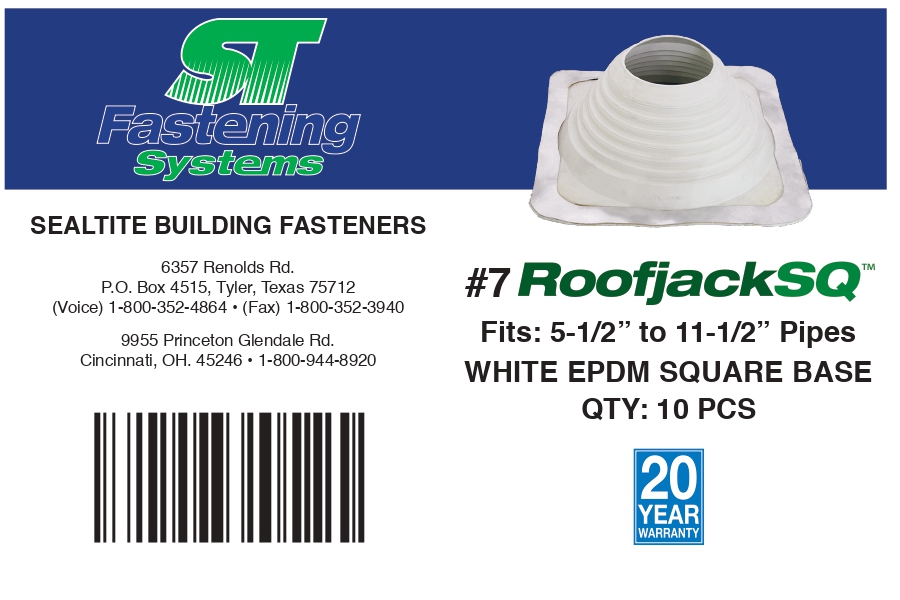 ST
Fastening
Systems
SEALTITE BUILDING FASTENERS
6357 Renolds Rd.
P.O. Box 4515, Tyler, Texas 75712
(Voice) 1-800-352-4864 • (Fax) 1-800-352-3940
9955 Princeton Glendale Rd.
Cincinnati, OH. 45246 • 1-800-944-8920
#7 RoofjackSQ™
Fits: 5-1/2” to 11-1/2” Pipes
WHITE EPDM SQUARE BASE
QTY: 10 PCS
20
YEAR
WARRANTY